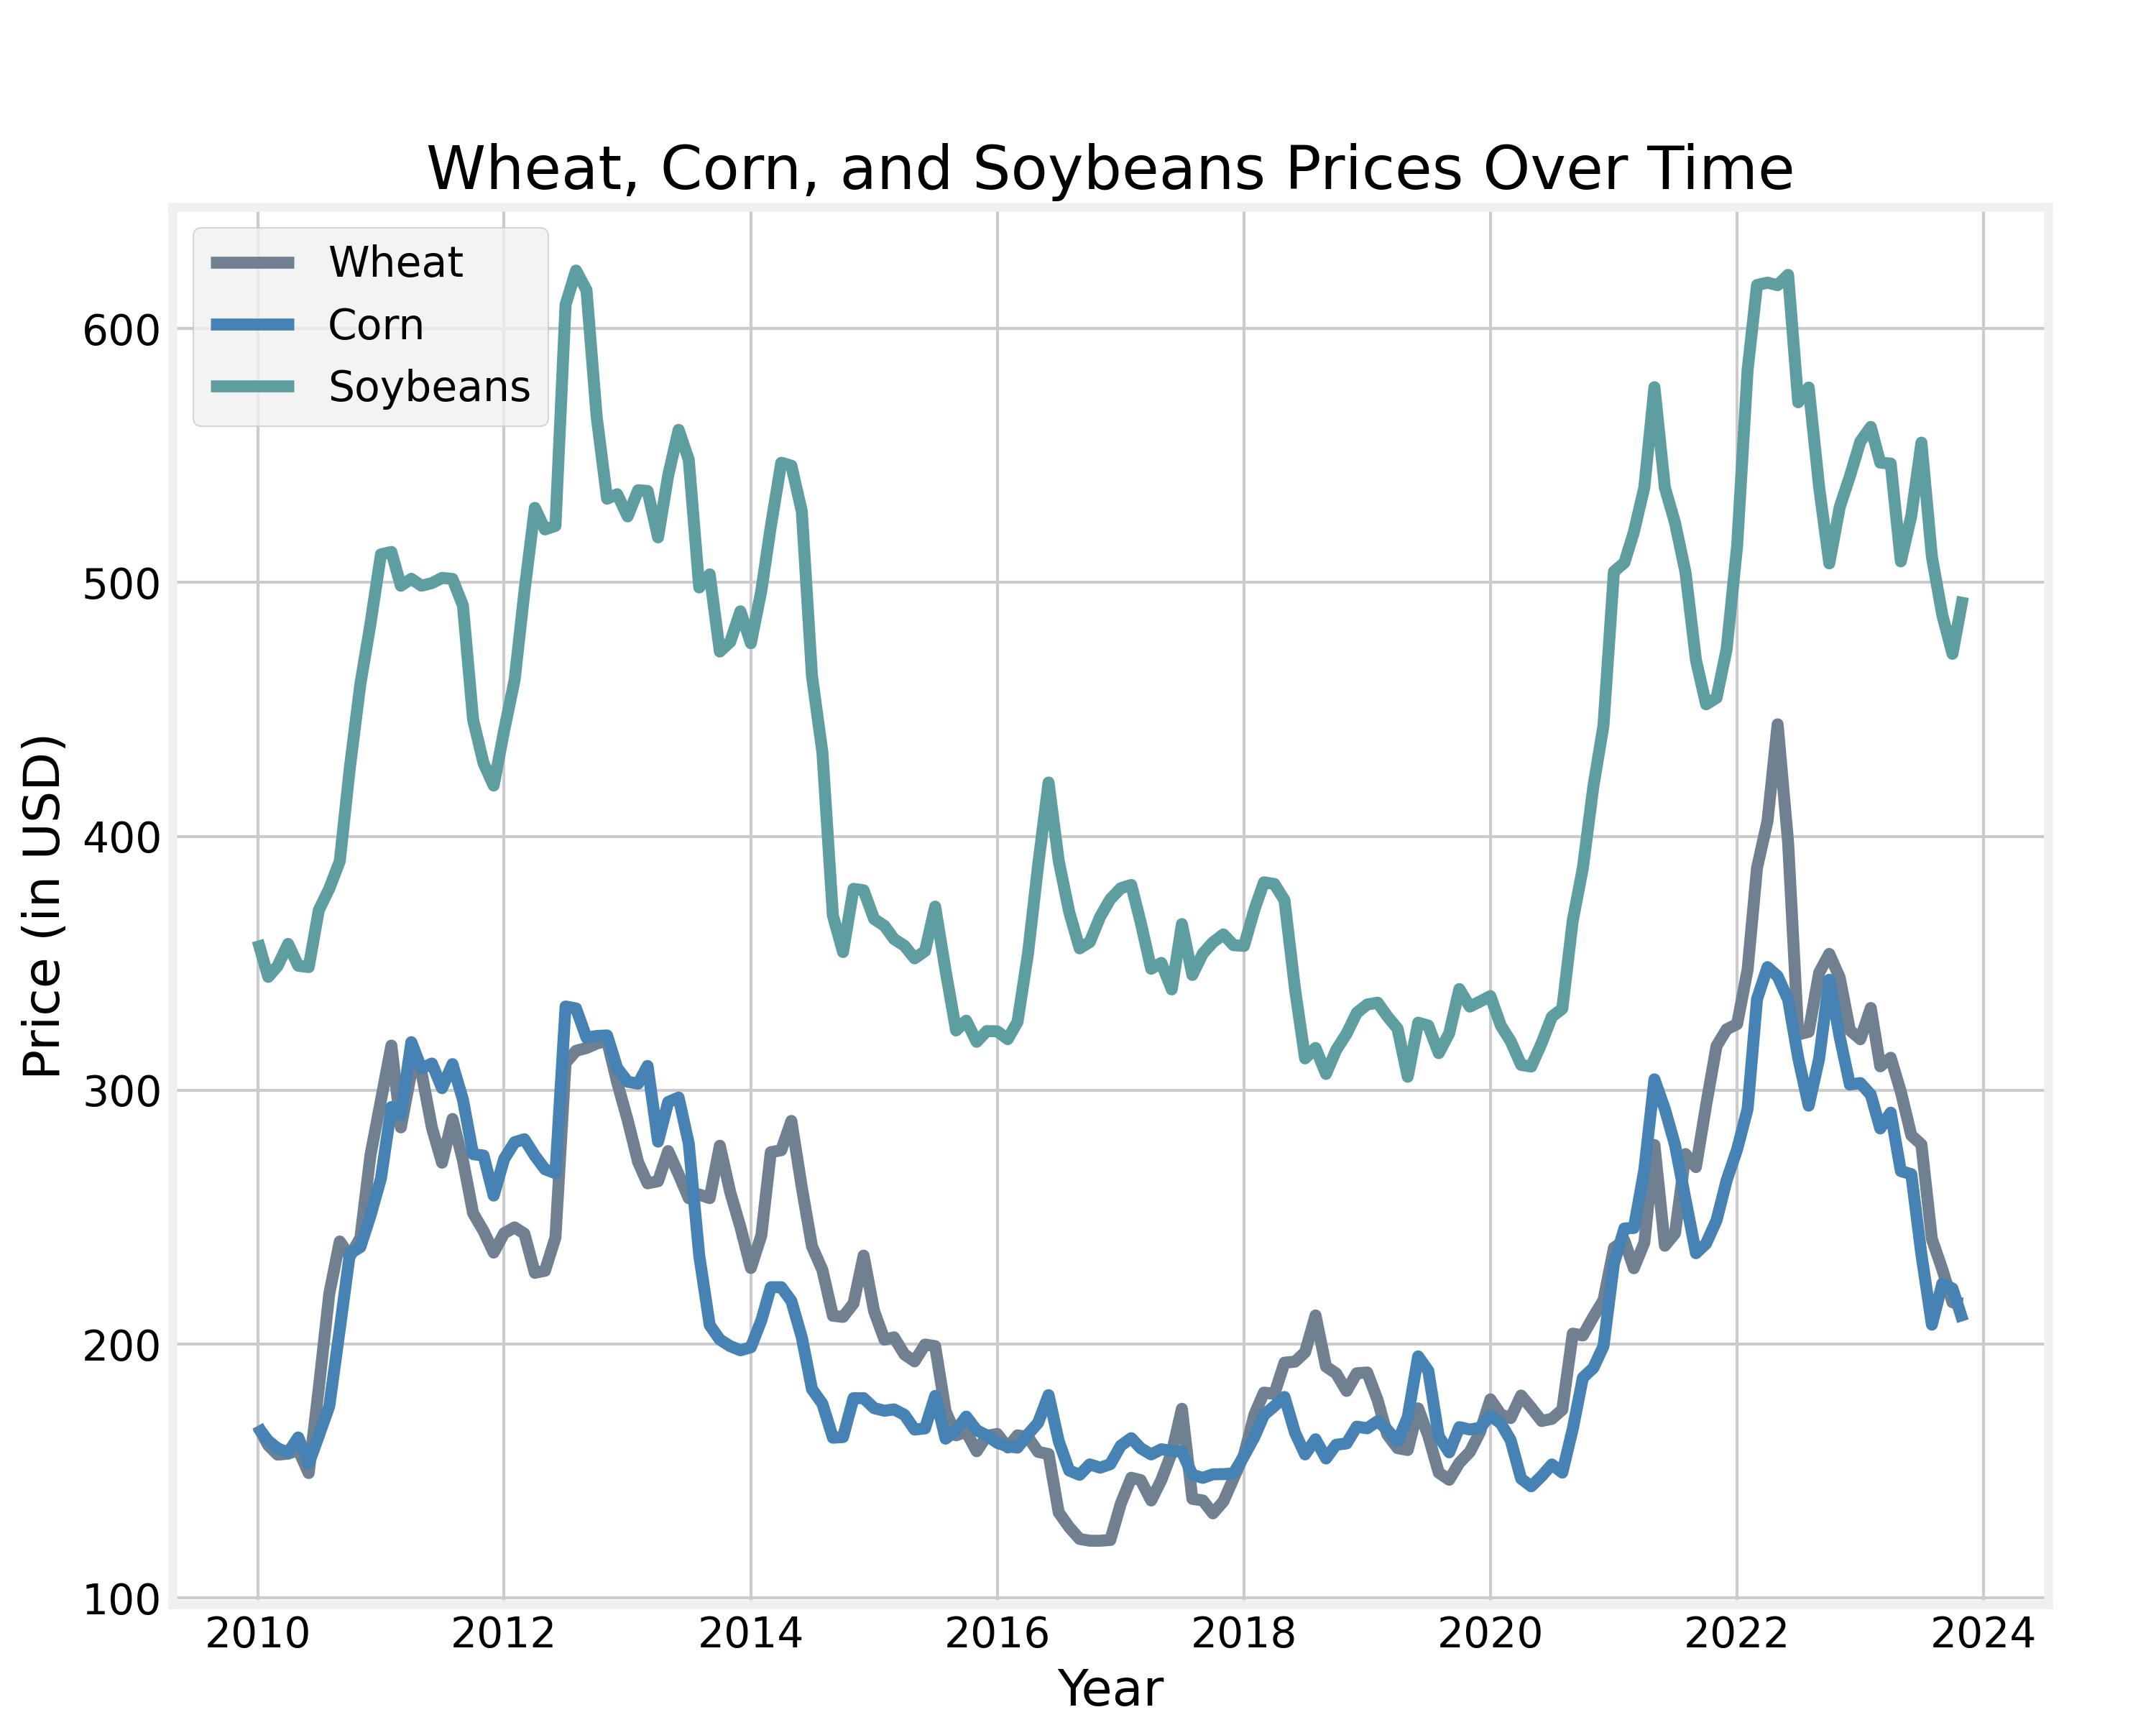 Wheat, Corn, and Soybeans Prices Over Time
Wheat
Corn
Soybeans
Price (in USD)
600
500
400
300
200
100
2010 2012 2014 2016 2018 2020 2022 2024
Year